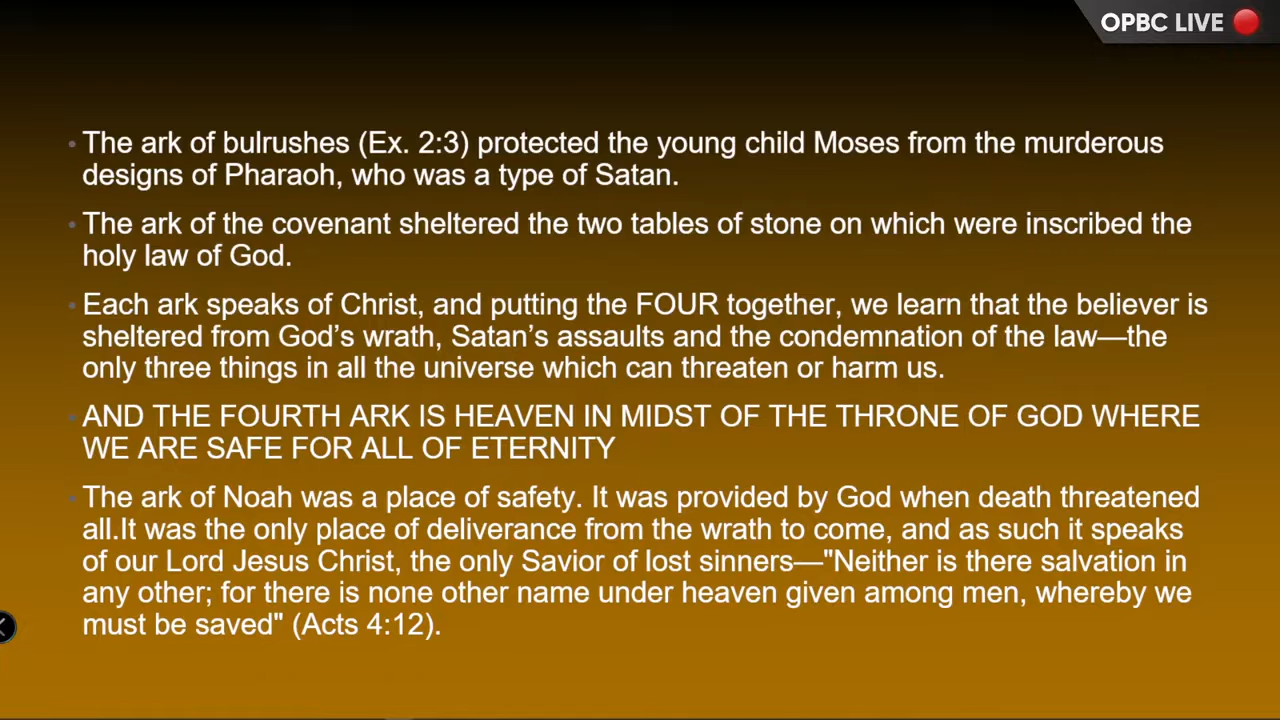 OPBC LIVE
• The ark of bulrushes (Ex. 2:3) protected the young child Moses from the murderous
designs of Pharaoh, who was a type of Satan.
• The ark of the covenant sheltered the two tables of stone on which were inscribed the
holy law of God.
• Each ark speaks of Christ, and putting the FOUR together, we learn that the believer is
sheltered from God’s wrath, Satan’s assaults and the condemnation of the law—the
only three things in all the universe which can threaten or harm us.
• AND THE FOURTH ARK IS HEAVEN IN MIDST OF THE THRONE OF GOD WHERE
WE ARE SAFE FOR ALL OF ETERNITY
• The ark of Noah was a place of safety. It was provided by God when death threatened
all.It was the only place of deliverance from the wrath to come, and as such it speaks
of our Lord Jesus Christ, the only Savior of lost sinners—"Neither is there salvation in
any other; for there is none other name under heaven given among men, whereby we
must be saved" (Acts 4:12).